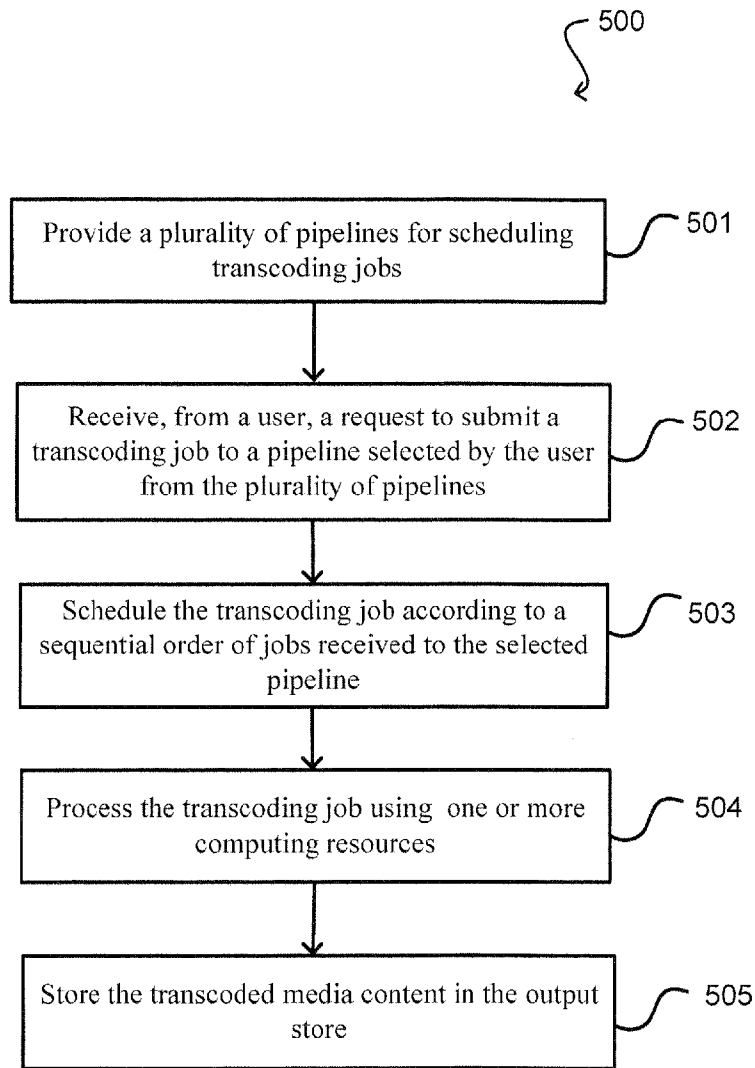 500
Provide a plurality of pipelines for scheduling
transcoding jobs
501
Receive, from a user, a request to submit a
transcoding job to a pipeline selected by the user
from the plurality of pipelines
502
Schedule the transcoding job according to a
sequential order of jobs received to the selected
pipeline
503
Process the transcoding job using one or more
computing resources
504
Store the transcoded media content in the output
store
505